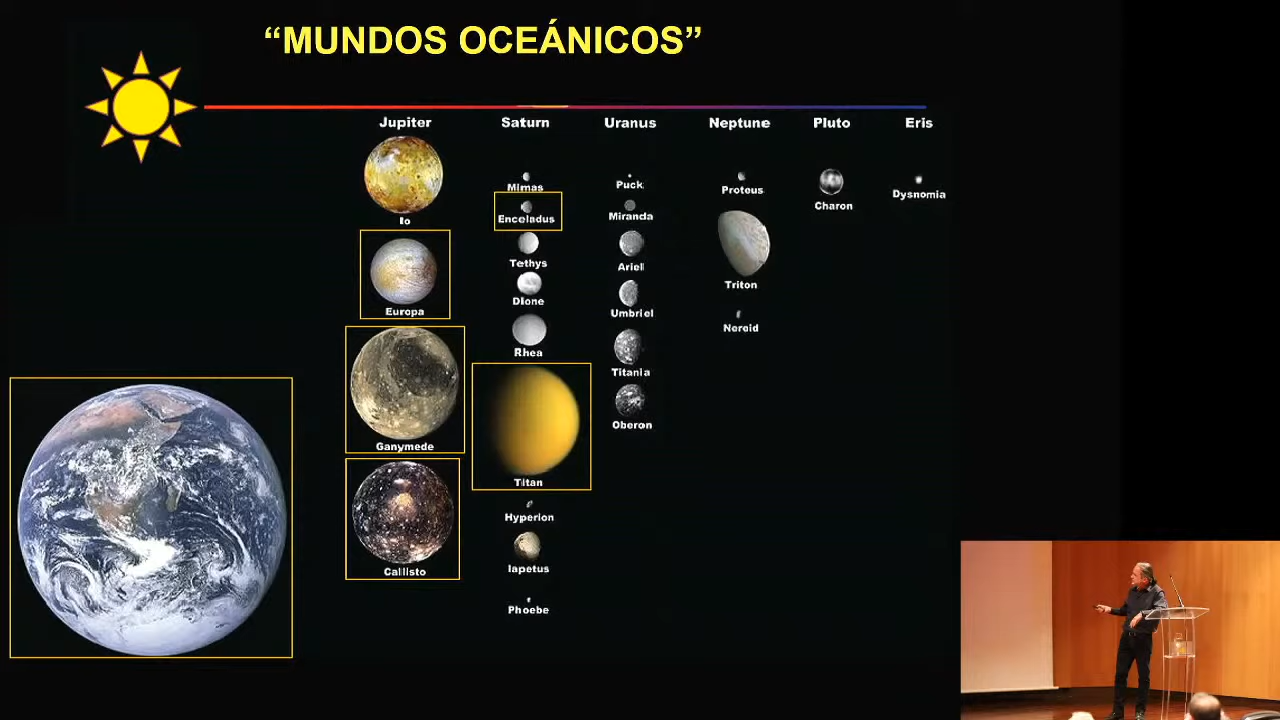 “MUNDOS OCEÁNICOS”
Jupiter
Saturn
Uranus
Neptune
Pluto
Eris
Io
Europa
Ganymede
Callisto
Mimas
Enceladus
Tethys
Dione
Rhea
Titan
Hyperion
Iapetus
Phoebe
Puck
Miranda
Ariel
Umbriel
Titania
Oberon
Proteus
Triton
Nereid
Charon
Dysnomia